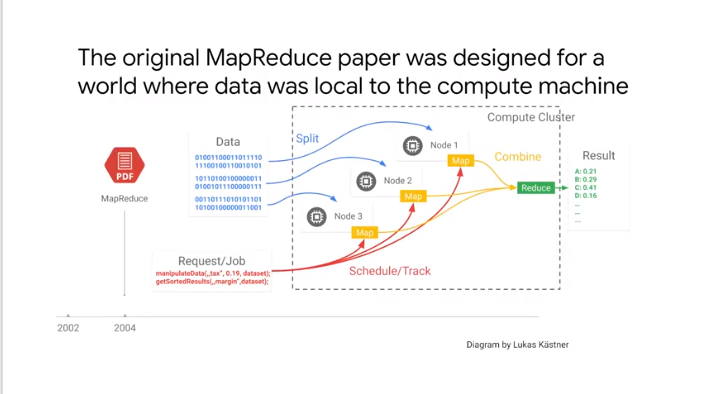 The original MapReduce paper was designed for a
world where data was local to the compute machine
Compute Cluster
Data
01001100011011110
11100100110010101
10110100100000011
01001011100000111
00110111010101101
10100100000011001
Split
Node 1
Map
Node 2
Map
Node 3
Map
Combine
Reduce
Result
A: 0.21
B: 0.29
C: 0.41
D: 0.16
...
...
...
PDF
MapReduce
Request/Job
manipulateData(„tax", 0.19, dataset);
getSortedResults(„margin",dataset);
Schedule/Track
2002
2004
Diagram by Lukas Kästner